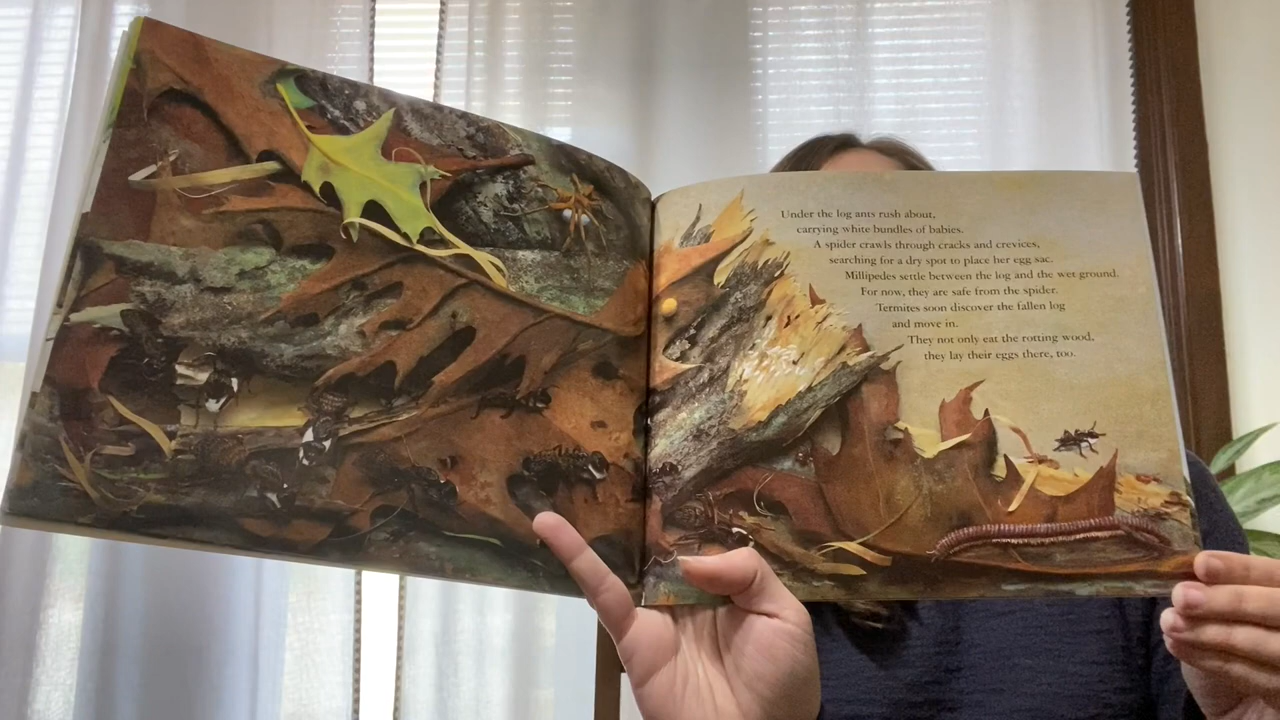 Under the log ants rush about,
carrying white bundles of babies.
A spider crawls through cracks and crevices,
searching for a dry spot to place her egg sac.
Millipedes settle between the log and the wet ground.
For now, they are safe from the spider.
Termites soon discover the fallen log
and move in.
They not only eat the rotting wood,
they lay their eggs there, too.